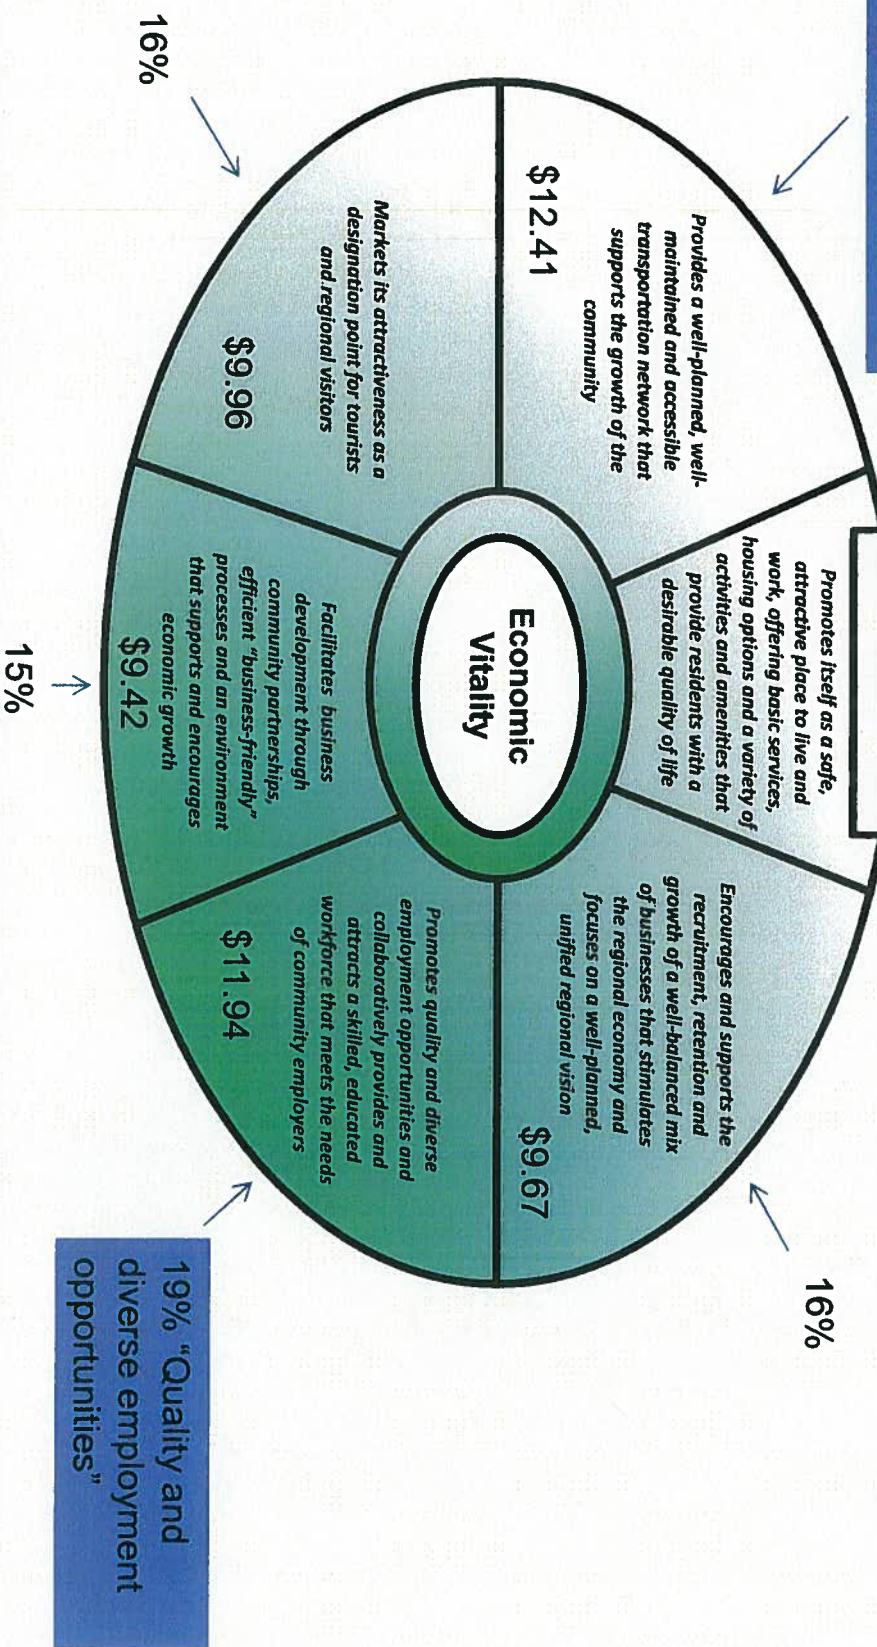 16%
$12.41
Provides a well-planned, well-
maintained and accessible
transportation network that
supports the growth of the
community
Promotes itself as a safe,
attractive place to live and
work, offering basic services,
housing options and a variety of
activities and amenities that
provide residents with a
desirable quality of life
Encourages and supports the
recruitment, retention and
growth of a well-balanced mix
of businesses that stimulates
the regional economy and
focuses on a well-planned,
unified regional vision
$9.67
16%
Economic
Vitality
Markets its attractiveness as a
designation point for tourists
and regional visitors
$9.96
Facilitates business
development through
community partnerships,
efficient "business-friendly"
processes and an environment
that supports and encourages
economic growth
$9.42
15%
Promotes quality and diverse
employment opportunities and
collaboratively provides and
attracts a skilled, educated
workforce that meets the needs
of community employers
$11.94
19% "Quality and
diverse employment
opportunities"